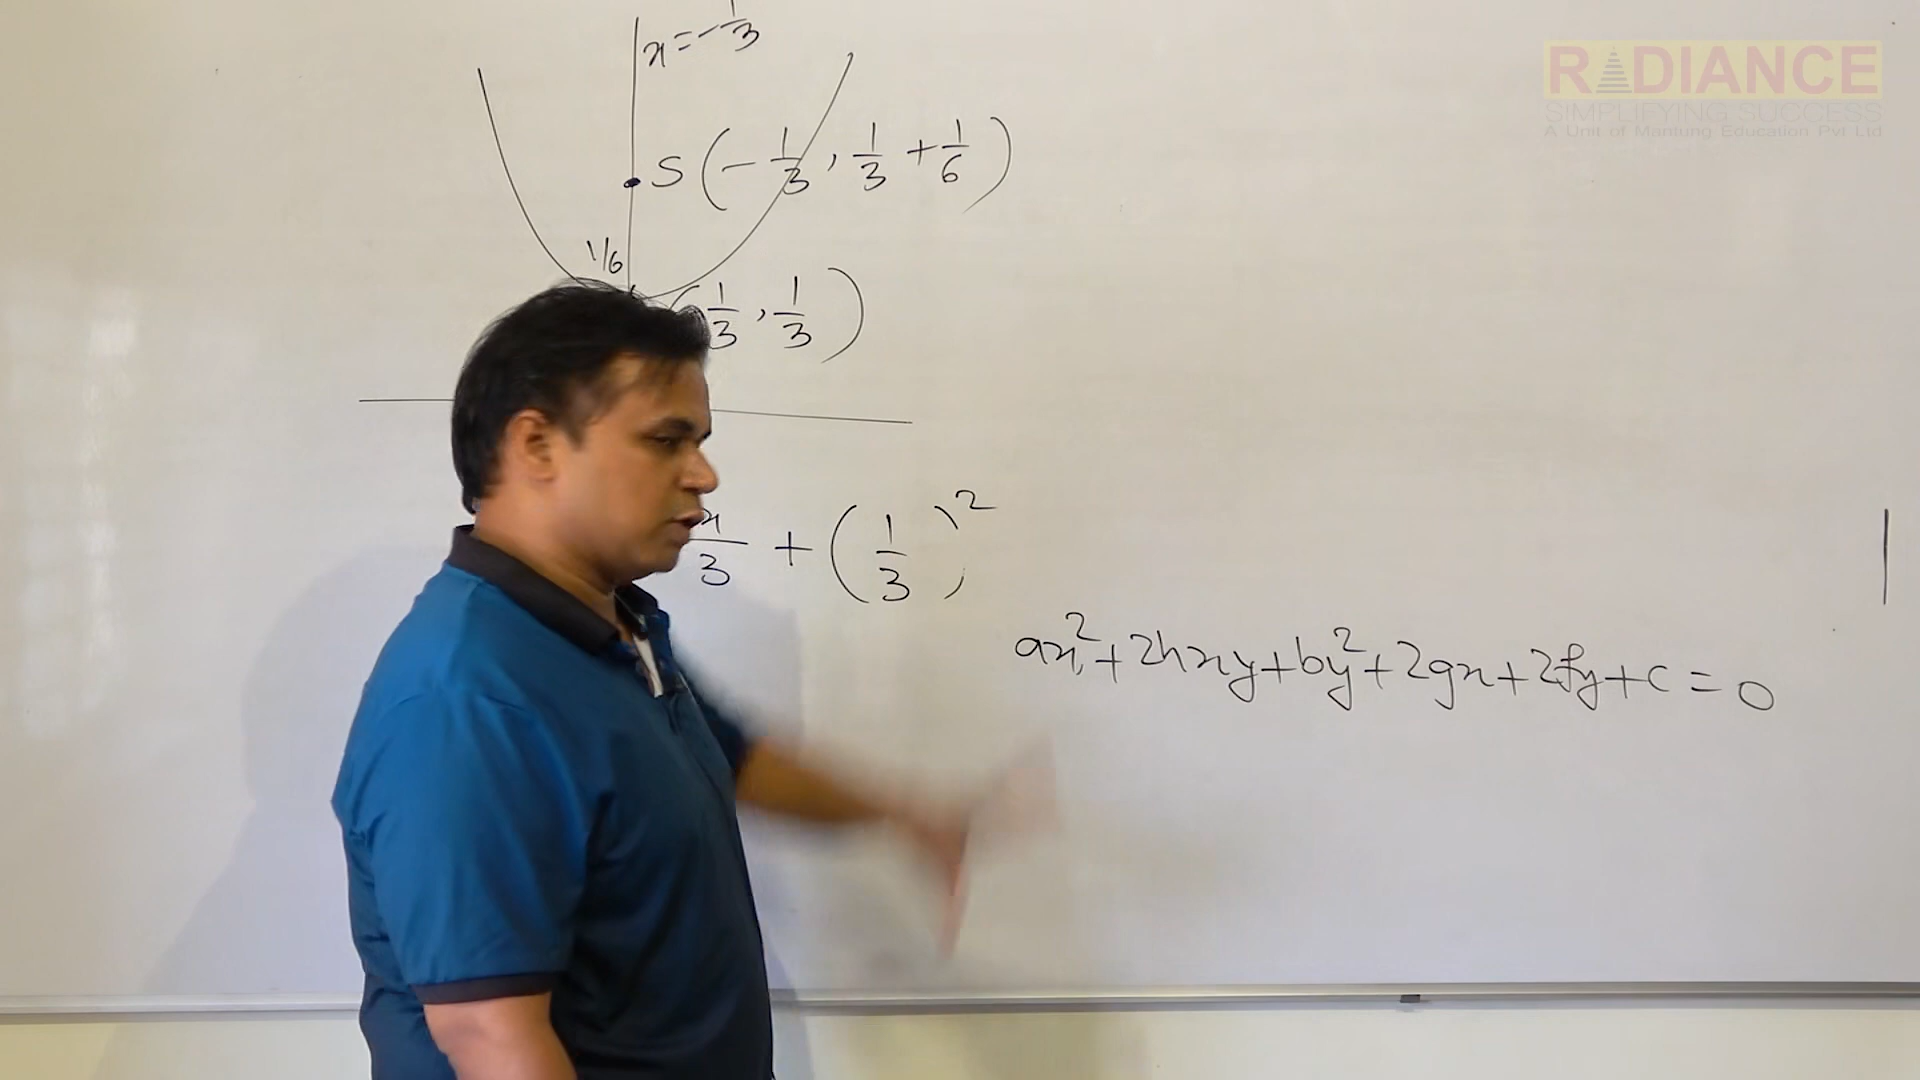 x = -1/3
RADIANCE
SIMPLIFYING SUCCESS
A Unit of Mantung Education Pvt Ltd
S (-1/3, 1/3 + 1/6)
1/6
(1/3, 1/3)
x/3 + (1/3)²
ax² + 2hxy + by² + 2gx + 2fy + c = 0